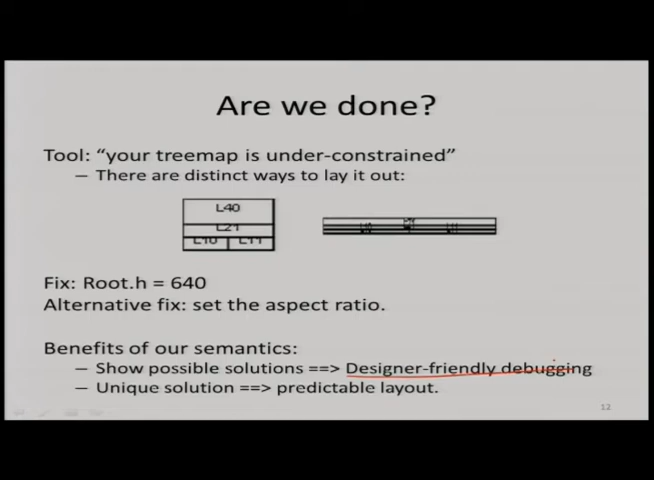 Are we done?
Tool: “your treemap is under-constrained”
– There are distinct ways to lay it out:
L40
L21
L10 L11
Fix: Root.h = 640
Alternative fix: set the aspect ratio.
Benefits of our semantics:
– Show possible solutions ==> Designer-friendly debugging
– Unique solution ==> predictable layout.
12